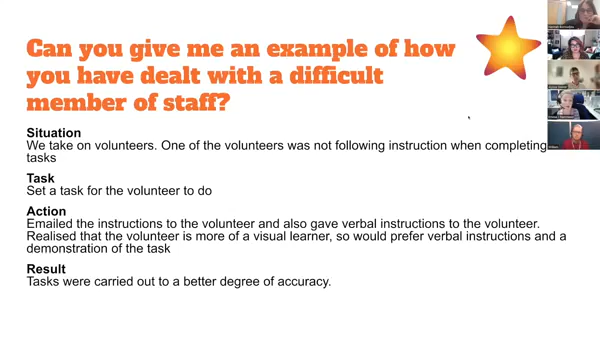 Can you give me an example of how
you have dealt with a difficult
member of staff?
Situation
We take on volunteers. One of the volunteers was not following instruction when completing
tasks
Task
Set a task for the volunteer to do
Action
Emailed the instructions to the volunteer and also gave verbal instructions to the volunteer.
Realised that the volunteer is more of a visual learner, so would prefer verbal instructions and a
demonstration of the task
Result
Tasks were carried out to a better degree of accuracy.